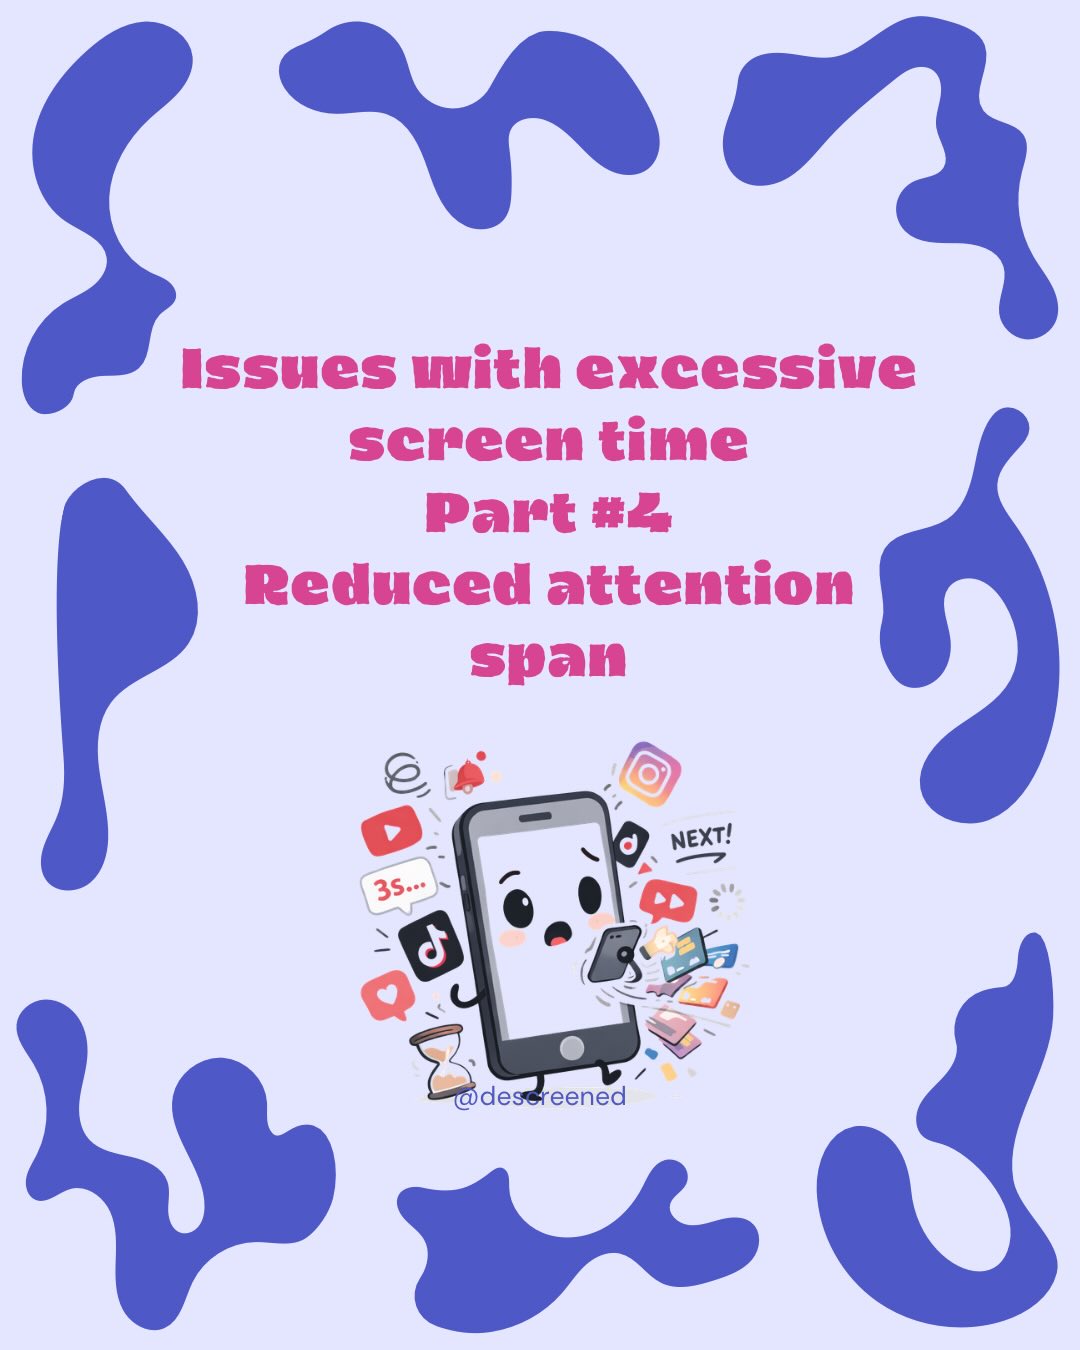 Issues with excessive
screen time
Part #4
Reduced attention
span
NEXT!
3s...
@descreened